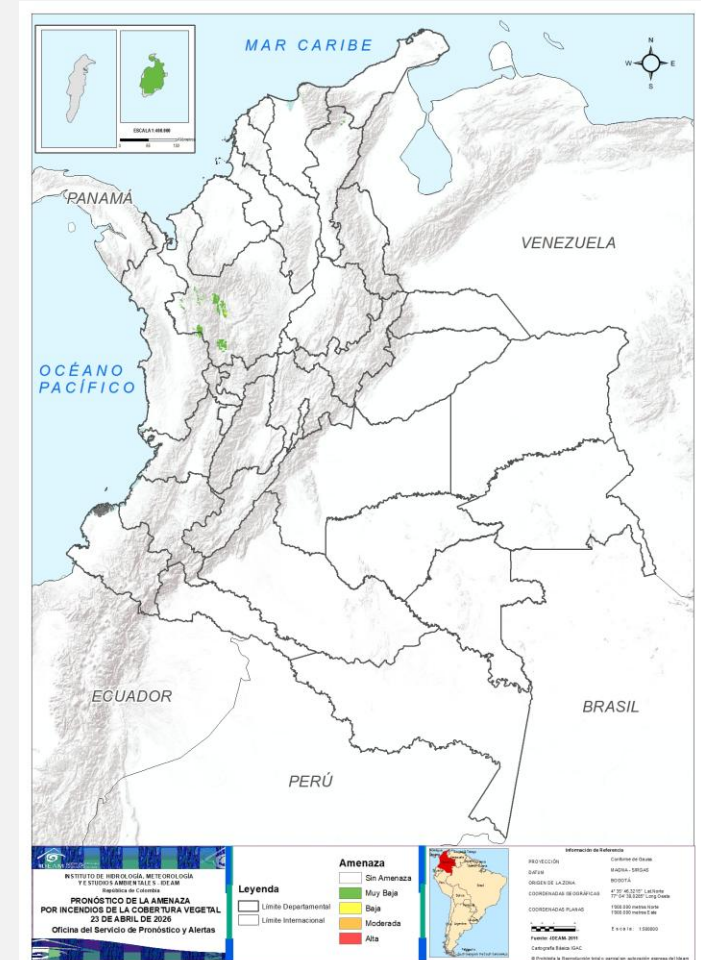 MAR CARIBE
N
W
E
S
ESCALA 1:400.000
PANAMÁ
VENEZUELA
OCÉANO
PACÍFICO
ECUADOR
BRASIL
PERÚ
IDEAM
INSTITUTO DE HIDROLOGÍA, METEOROLOGÍA
Y ESTUDIOS AMBIENTALES - IDEAM
República de Colombia
PRONÓSTICO DE LA AMENAZA
POR INCENDIOS DE LA COBERTURA VEGETAL
23 DE ABRIL DE 2026
Oficina del Servicio de Pronóstico y Alertas
Leyenda
Límite Departamental
Límite Internacional
Amenaza
Sin Amenaza
Muy Baja
Baja
Moderada
Alta
Información de Referencia
PROYECCIÓN
Conforme de Gauss
DATUM
MAGNA - SIRGAS
ORIGEN DE LA ZONA
BOGOTÁ
COORDENADAS GEOGRÁFICAS
COORDENADAS PLANAS
1'000.000 metros Norte
1'000.000 metros Este
Fuente: IDEAM
Cartografía Básica IGAC